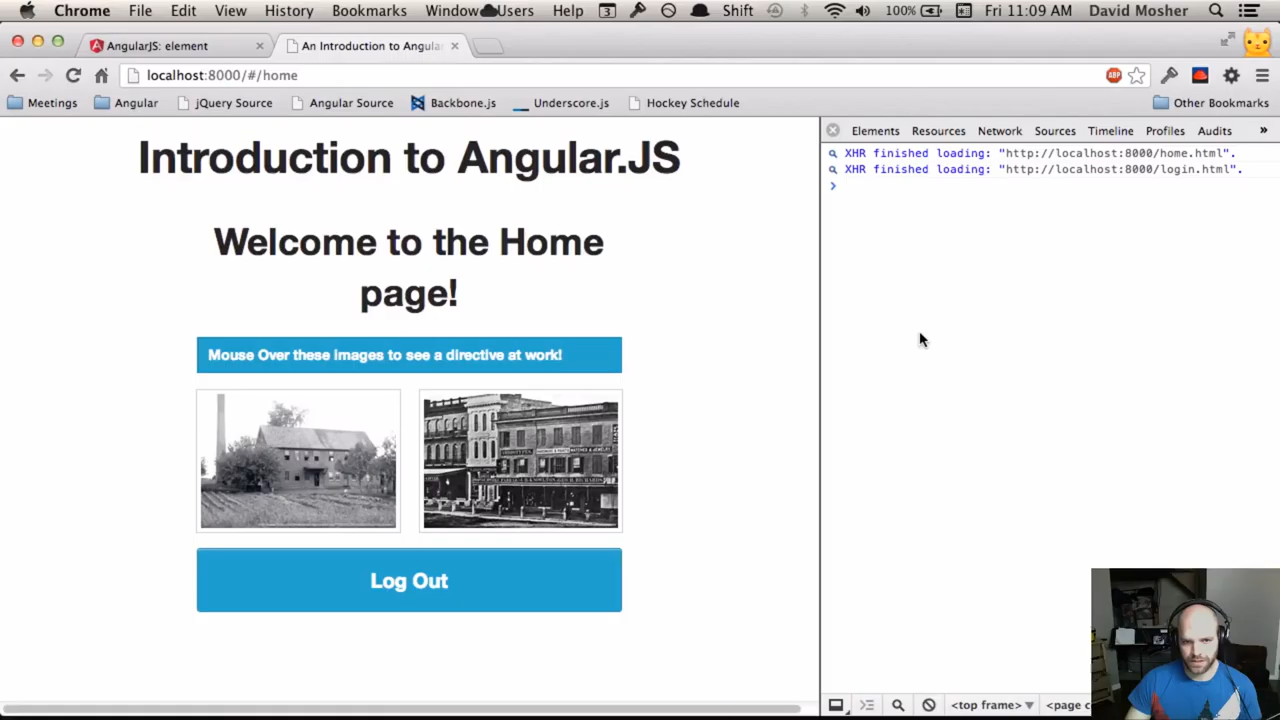 Chrome File Edit View History Bookmarks Window Users Help 3 Shift 100% Fri 11:09 AM David Mosher
AngularJS: element
An Introduction to Angula
localhost:8000/#/home
ABP
Meetings Angular jQuery Source Angular Source Backbone.js Underscore.js Hockey Schedule Other Bookmarks
Elements Resources Network Sources Timeline Profiles Audits »
XHR finished loading: "http://localhost:8000/home.html".
XHR finished loading: "http://localhost:8000/login.html".
>
Introduction to Angular.JS
Welcome to the Home
page!
Mouse Over these images to see a directive at work!
Log Out
<top frame> ▼ <page c